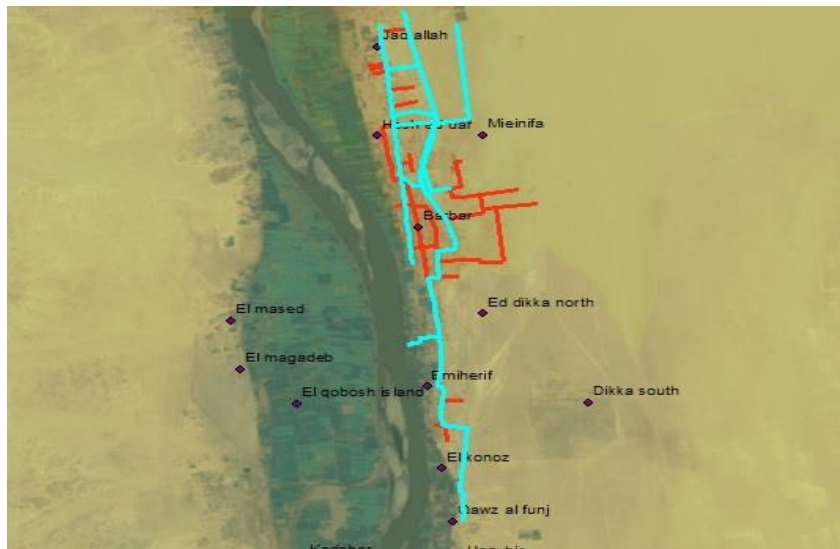 Jad allah
Mieinifa
Barbar
Ed dikka north
El mased
El magadeb
Emiherif
El qobosh island
Dikka south
El konoz
Qawz al funj